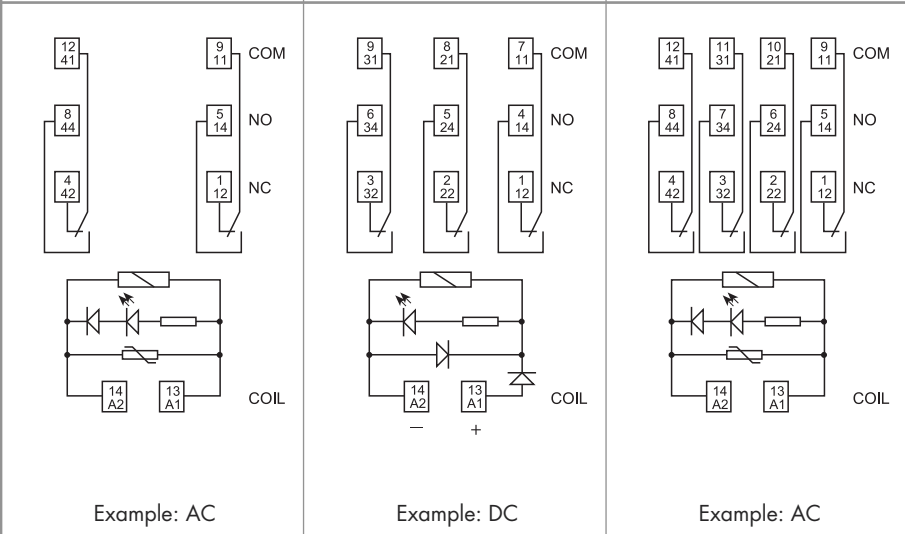 12 9 COM
41 11
8 5 NO
44 14
4 1 NC
42 12
14 13 COIL
A2 A1
Example: AC
9 8 7 COM
31 21 11
6 5 4 NO
34 24 14
3 2 1 NC
32 22 12
14 13 COIL
A2 A1
— +
Example: DC
12 11 10 9 COM
41 31 21 11
8 7 6 5 NO
44 34 24 14
4 3 2 1 NC
42 32 22 12
14 13 COIL
A2 A1
Example: AC